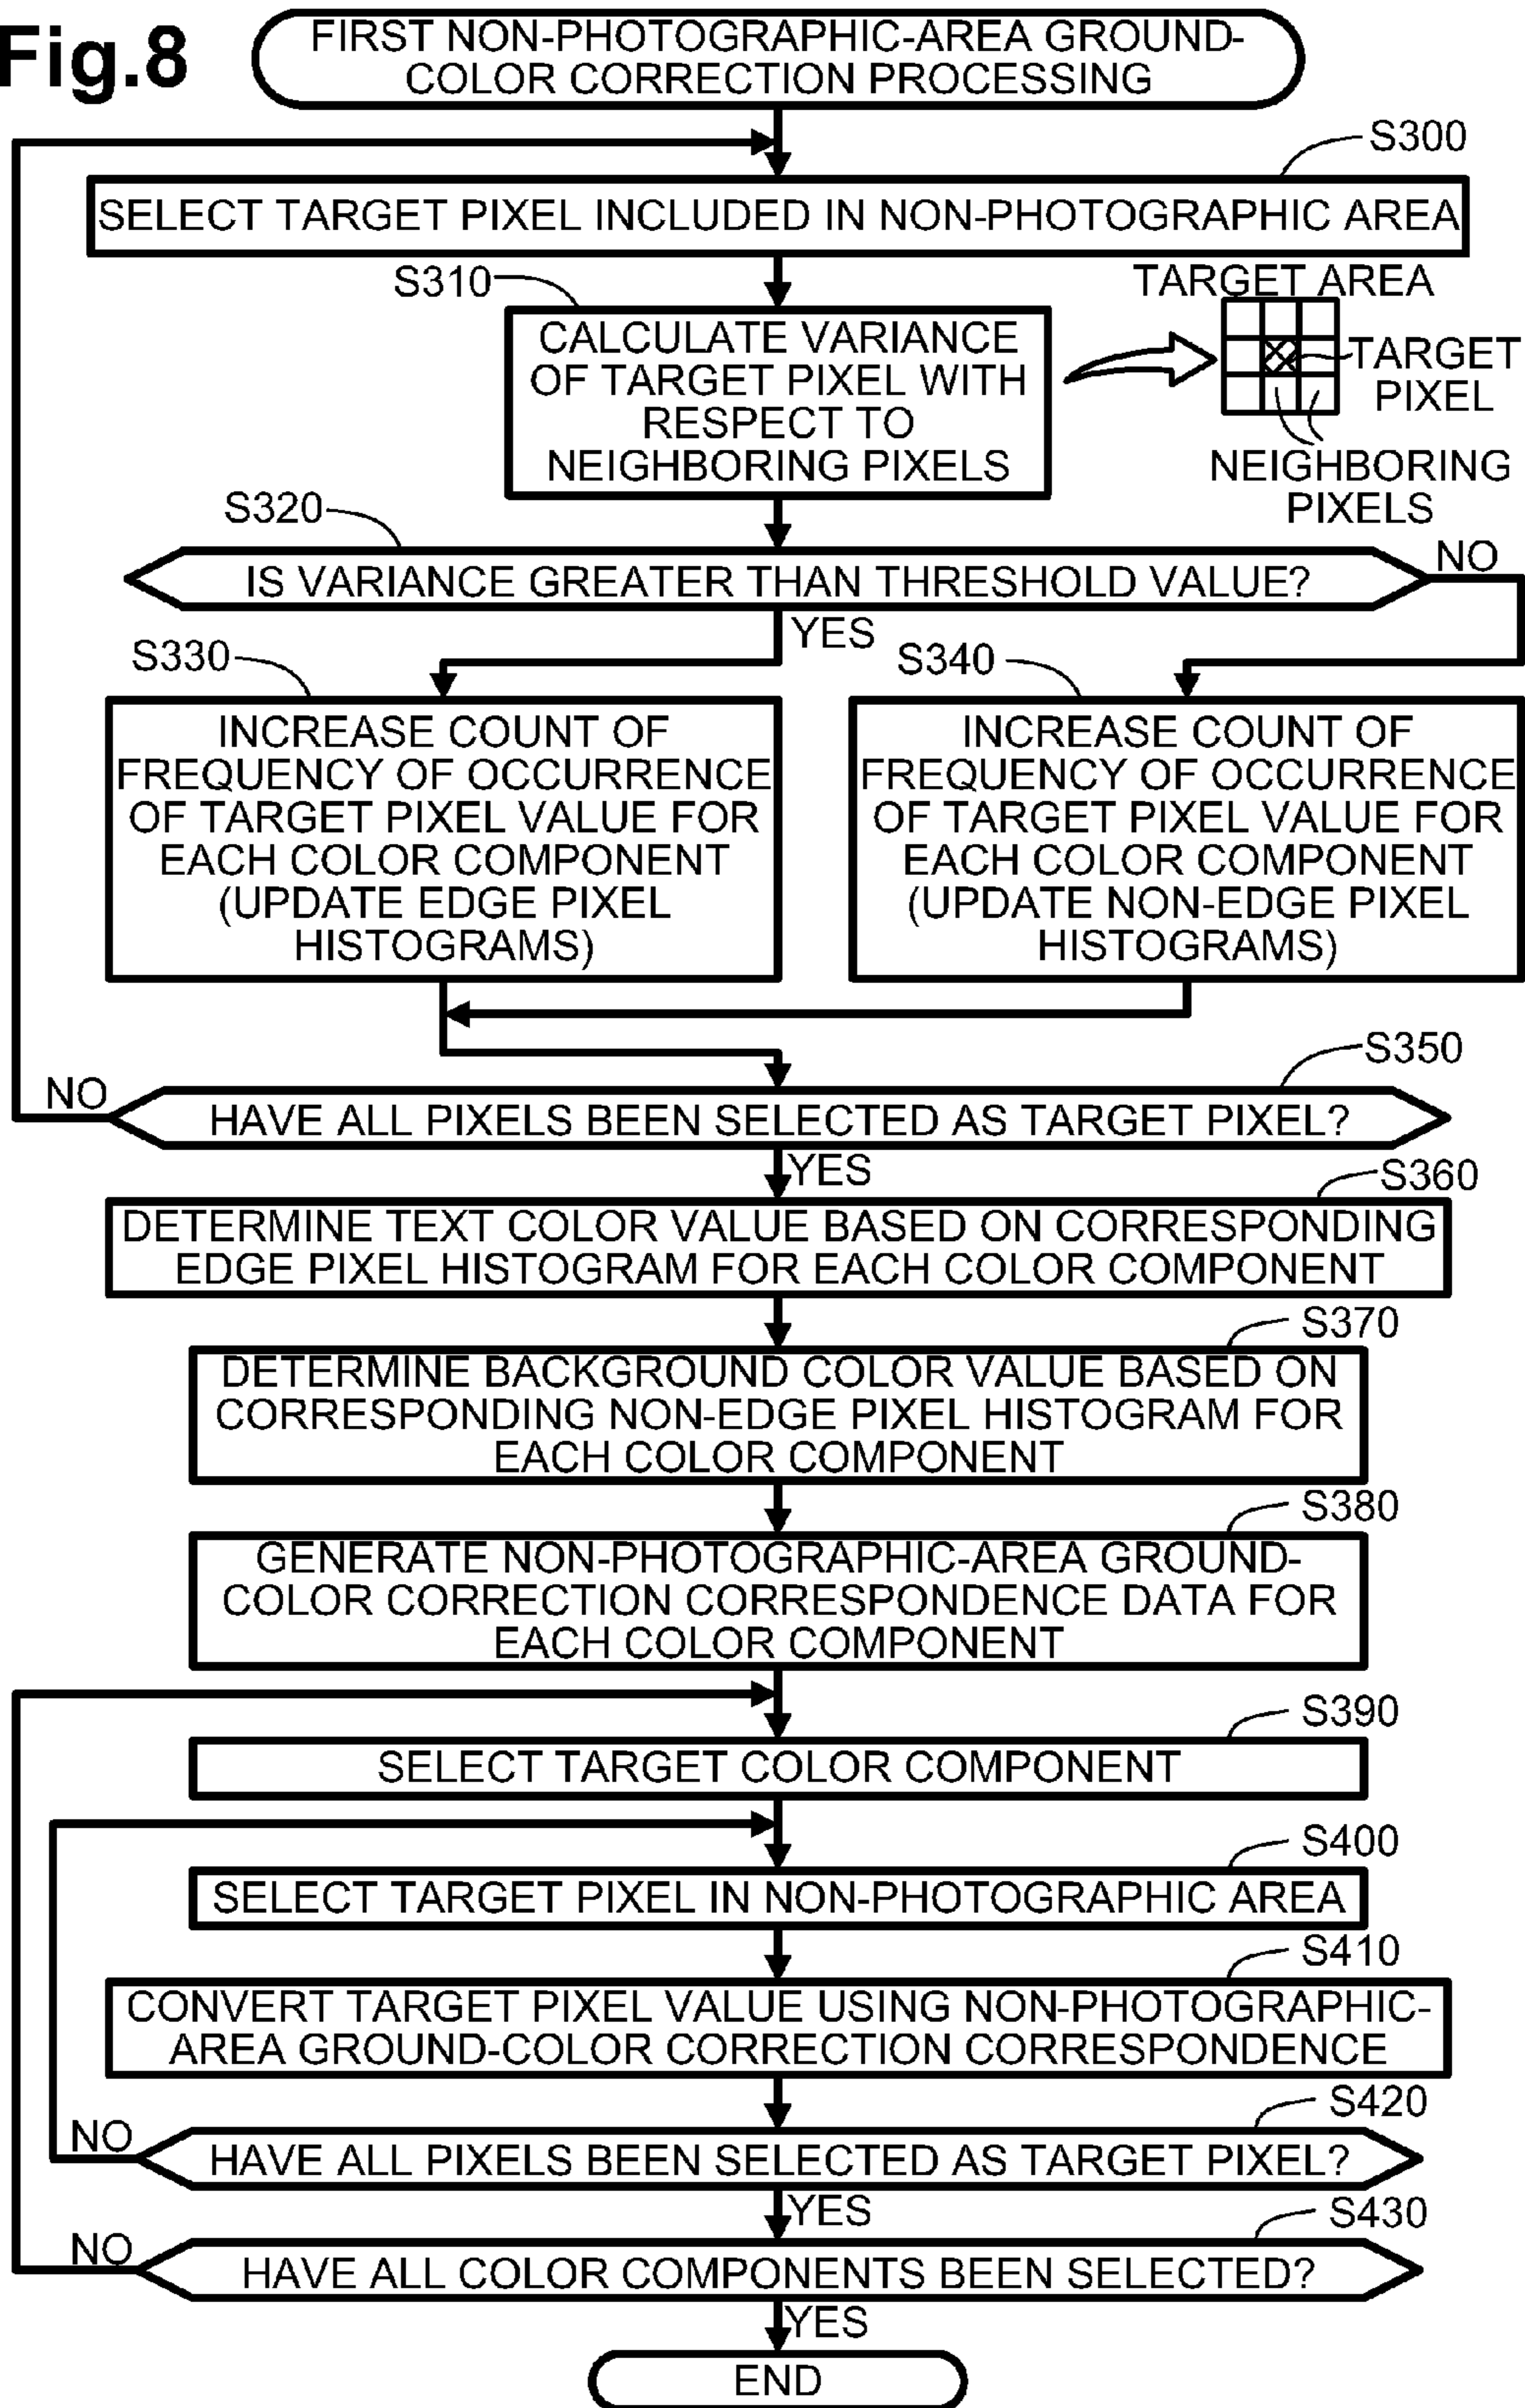 Fig.8
FIRST NON-PHOTOGRAPHIC-AREA GROUND-
COLOR CORRECTION PROCESSING
S300
SELECT TARGET PIXEL INCLUDED IN NON-PHOTOGRAPHIC AREA
S310
CALCULATE VARIANCE
OF TARGET PIXEL WITH
RESPECT TO
NEIGHBORING PIXELS
TARGET AREA
TARGET
PIXEL
NEIGHBORING
PIXELS
S320
IS VARIANCE GREATER THAN THRESHOLD VALUE?
NO
YES
S330
INCREASE COUNT OF
FREQUENCY OF OCCURRENCE
OF TARGET PIXEL VALUE FOR
EACH COLOR COMPONENT
(UPDATE EDGE PIXEL
HISTOGRAMS)
S340
INCREASE COUNT OF
FREQUENCY OF OCCURRENCE
OF TARGET PIXEL VALUE FOR
EACH COLOR COMPONENT
(UPDATE NON-EDGE PIXEL
HISTOGRAMS)
S350
NO
HAVE ALL PIXELS BEEN SELECTED AS TARGET PIXEL?
YES
S360
DETERMINE TEXT COLOR VALUE BASED ON CORRESPONDING
EDGE PIXEL HISTOGRAM FOR EACH COLOR COMPONENT
S370
DETERMINE BACKGROUND COLOR VALUE BASED ON
CORRESPONDING NON-EDGE PIXEL HISTOGRAM FOR
EACH COLOR COMPONENT
S380
GENERATE NON-PHOTOGRAPHIC-AREA GROUND-
COLOR CORRECTION CORRESPONDENCE DATA FOR
EACH COLOR COMPONENT
S390
SELECT TARGET COLOR COMPONENT
S400
SELECT TARGET PIXEL IN NON-PHOTOGRAPHIC AREA
S410
CONVERT TARGET PIXEL VALUE USING NON-PHOTOGRAPHIC-
AREA GROUND-COLOR CORRECTION CORRESPONDENCE
S420
NO
HAVE ALL PIXELS BEEN SELECTED AS TARGET PIXEL?
YES
S430
NO
HAVE ALL COLOR COMPONENTS BEEN SELECTED?
YES
END